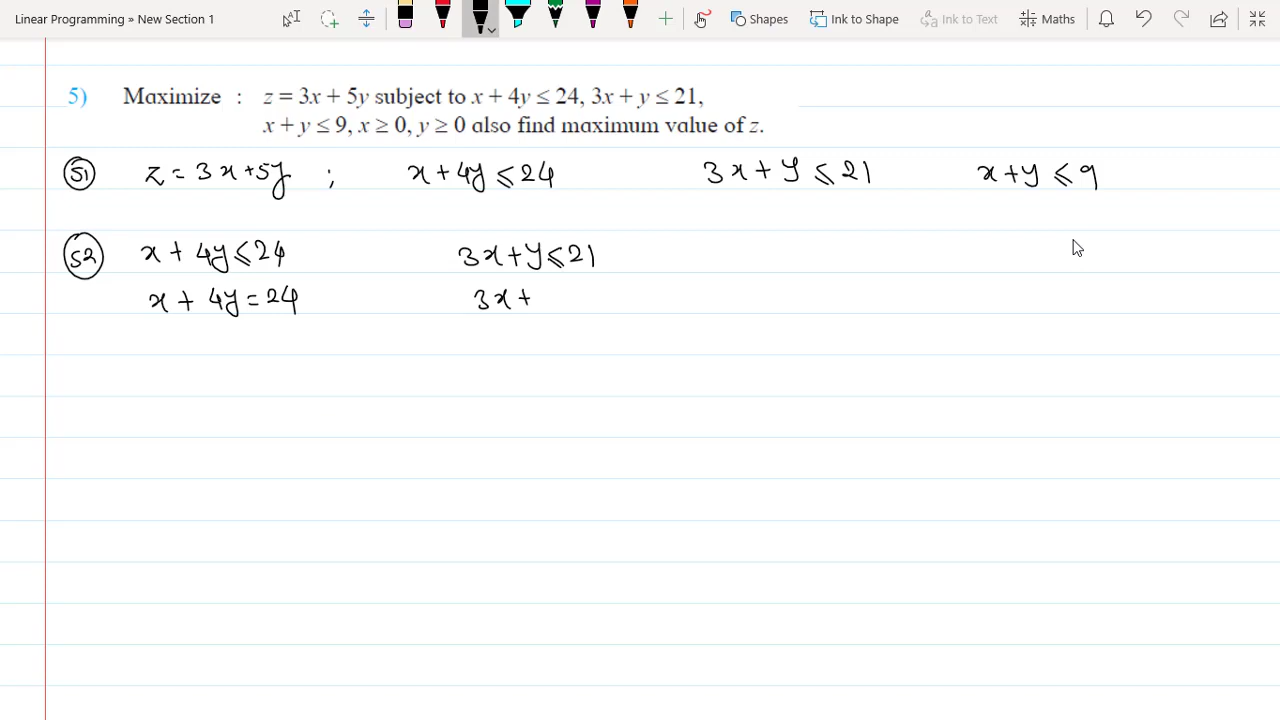 Linear Programming » New Section 1 Shapes Ink to Shape Ink to Text Maths
5) Maximize : z = 3x + 5y subject to x + 4y ≤ 24, 3x + y ≤ 21,
x + y ≤ 9, x ≥ 0, y ≥ 0 also find maximum value of z.
S1 z = 3x+5y ; x + 4y ≤ 24 3x + y ≤ 21 x + y ≤ 9
S2 x + 4y ≤ 24 3x + y ≤ 21
x + 4y = 24 3x +